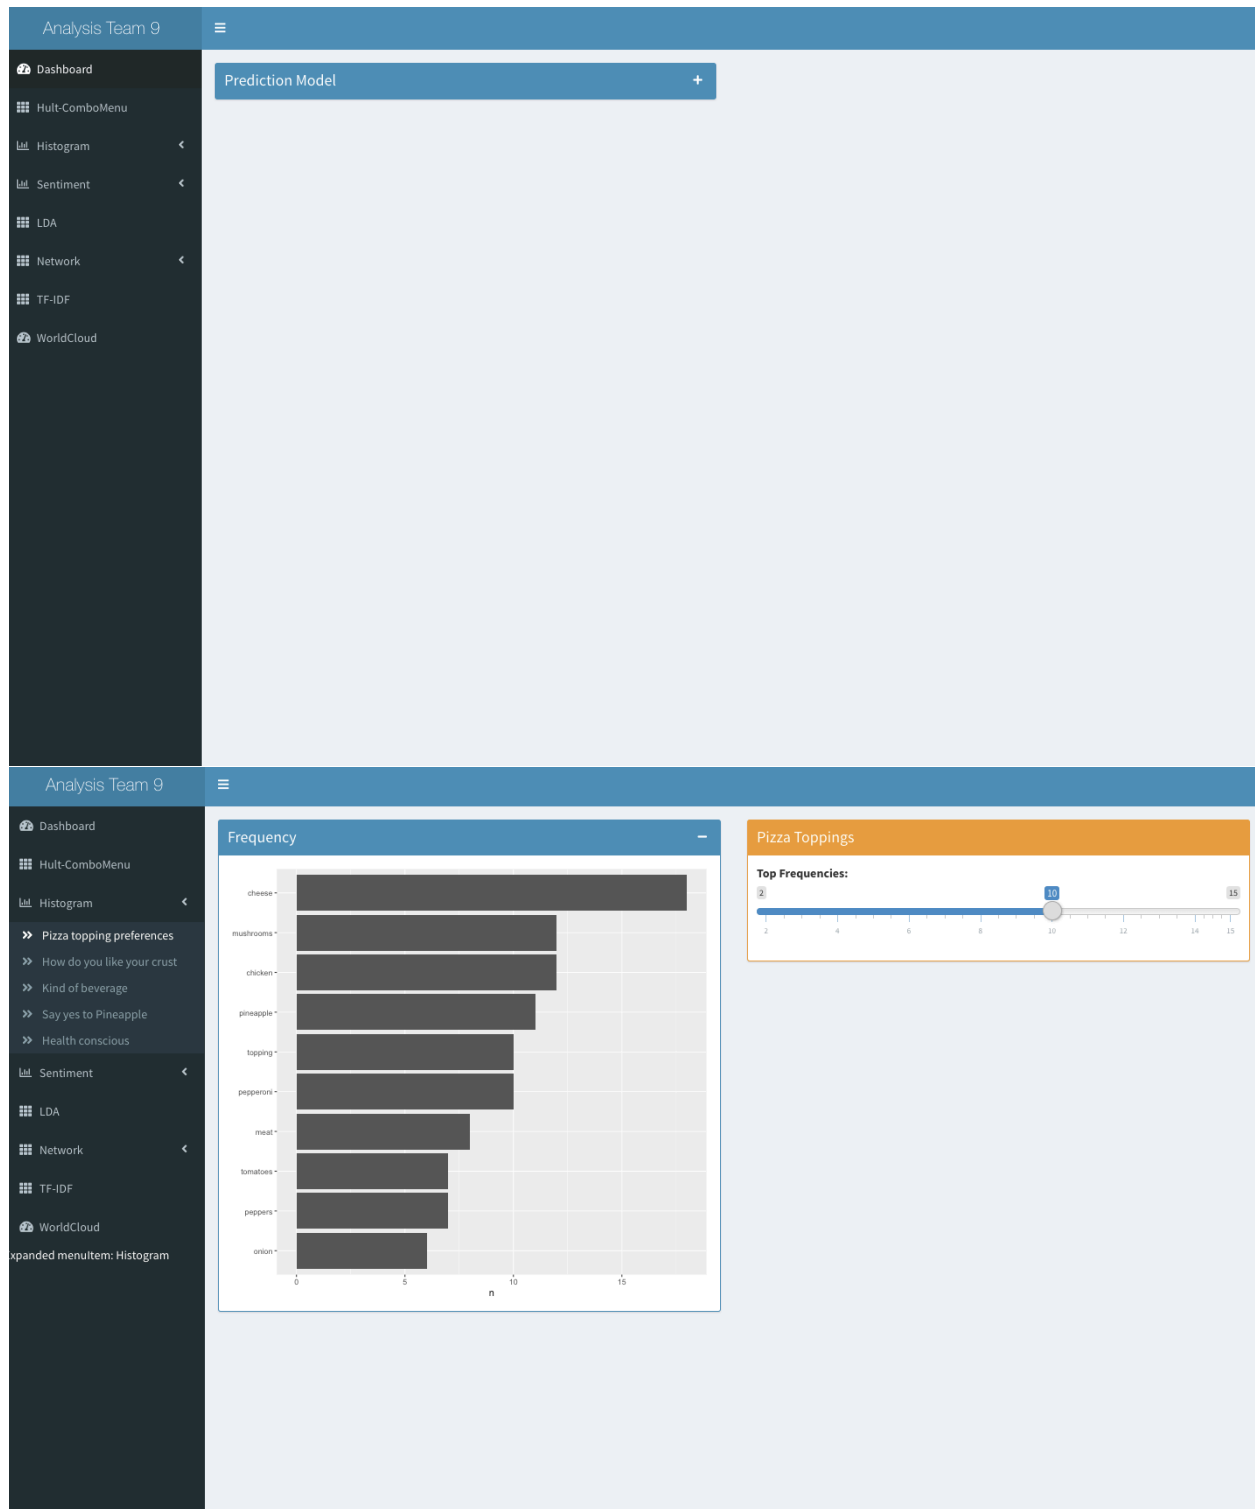 Analysis Team 9
Dashboard
Prediction Model
Hult-ComboMenu
Histogram
Sentiment
LDA
Network
TF-IDF
WorldCloud
Analysis Team 9
Dashboard
Hult-ComboMenu
Histogram
Pizza topping preferences
How do you like your crust
Kind of beverage
Say yes to Pineapple
Health conscious
Sentiment
LDA
Network
TF-IDF
WorldCloud
xpanded menuItem: Histogram
Frequency
cheese
mushrooms
chicken
pineapple
topping
pepperoni
meat
tomatoes
peppers
onion
0 5 10 15
n
Pizza Toppings
Top Frequencies:
2 10 15
2 4 6 8 10 12 14 15